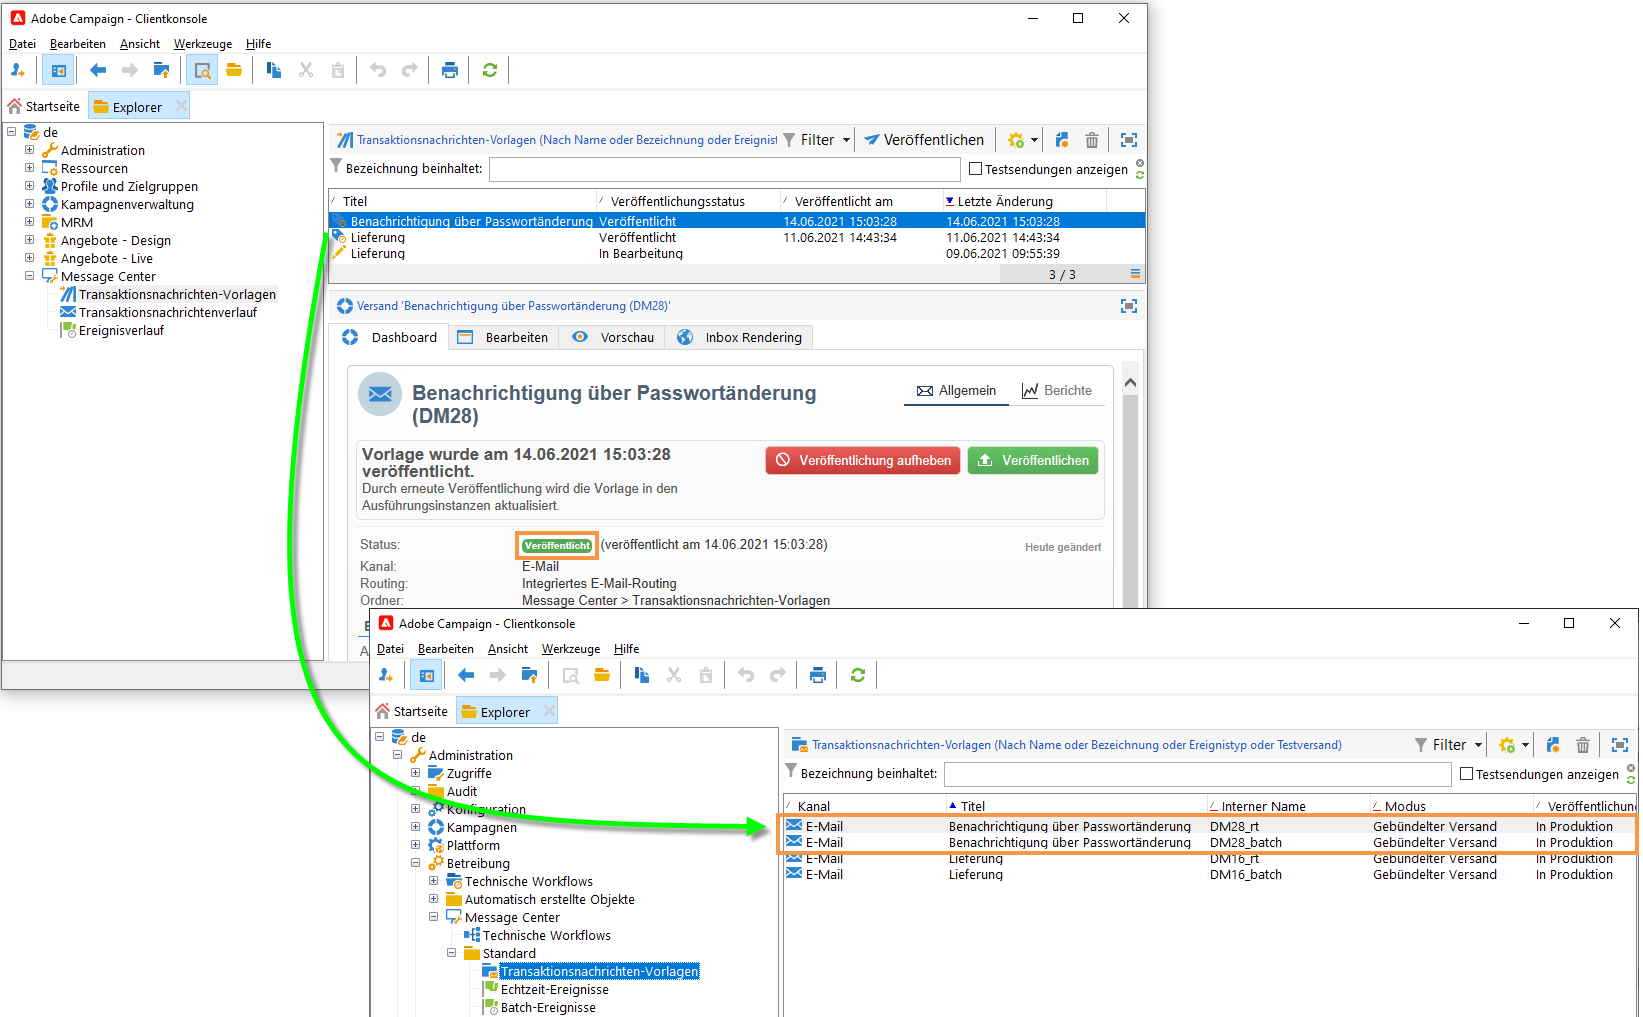 Adobe Campaign - Clientkonsole
Datei Bearbeiten Ansicht Werkzeuge Hilfe
Startseite Explorer
de
Administration
Ressourcen
Profile und Zielgruppen
Kampagnenverwaltung
MRM
Angebote - Design
Angebote - Live
Message Center
Transaktionsnachrichten-Vorlagen
Transaktionsnachrichtenverlauf
Ereignisverlauf
Transaktionsnachrichten-Vorlagen (Nach Name oder Bezeichnung oder Ereignist Filter Veröffentlichen
Bezeichnung beinhaltet: Testsendungen anzeigen
Titel Veröffentlichungsstatus Veröffentlicht am Letzte Änderung
Benachrichtigung über Passwortänderung Veröffentlicht 14.06.2021 15:03:28 14.06.2021 15:03:28
Lieferung Veröffentlicht 11.06.2021 14:43:34 11.06.2021 14:43:34
Lieferung In Bearbeitung 09.06.2021 09:55:39
3 / 3
Versand 'Benachrichtigung über Passwortänderung (DM28)'
Dashboard Bearbeiten Vorschau Inbox Rendering
Benachrichtigung über Passwortänderung
(DM28)
Allgemein Berichte
Vorlage wurde am 14.06.2021 15:03:28
veröffentlicht.
Durch erneute Veröffentlichung wird die Vorlage in den
Ausführungsinstanzen aktualisiert.
Veröffentlichung aufheben Veröffentlichen
Status: Veröffentlicht (veröffentlicht am 14.06.2021 15:03:28) Heute geändert
Kanal: E-Mail
Routing: Integriertes E-Mail-Routing
Ordner: Message Center > Transaktionsnachrichten-Vorlagen
Adobe Campaign - Clientkonsole
Datei Bearbeiten Ansicht Werkzeuge Hilfe
Startseite Explorer
de
Administration
Zugriffe
Audit
Konfiguration
Kampagnen
Plattform
Betreibung
Technische Workflows
Automatisch erstellte Objekte
Message Center
Technische Workflows
Standard
Transaktionsnachrichten-Vorlagen
Echtzeit-Ereignisse
Batch-Ereignisse
Transaktionsnachrichten-Vorlagen (Nach Name oder Bezeichnung oder Ereignistyp oder Testversand) Filter
Bezeichnung beinhaltet: Testsendungen anzeigen
Kanal Titel Interner Name Modus Veröffentlichun
E-Mail Benachrichtigung über Passwortänderung DM28_rt Gebündelter Versand In Produktion
E-Mail Benachrichtigung über Passwortänderung DM28_batch Gebündelter Versand In Produktion
E-Mail Lieferung DM16_rt Gebündelter Versand In Produktion
E-Mail Lieferung DM16_batch Gebündelter Versand In Produktion